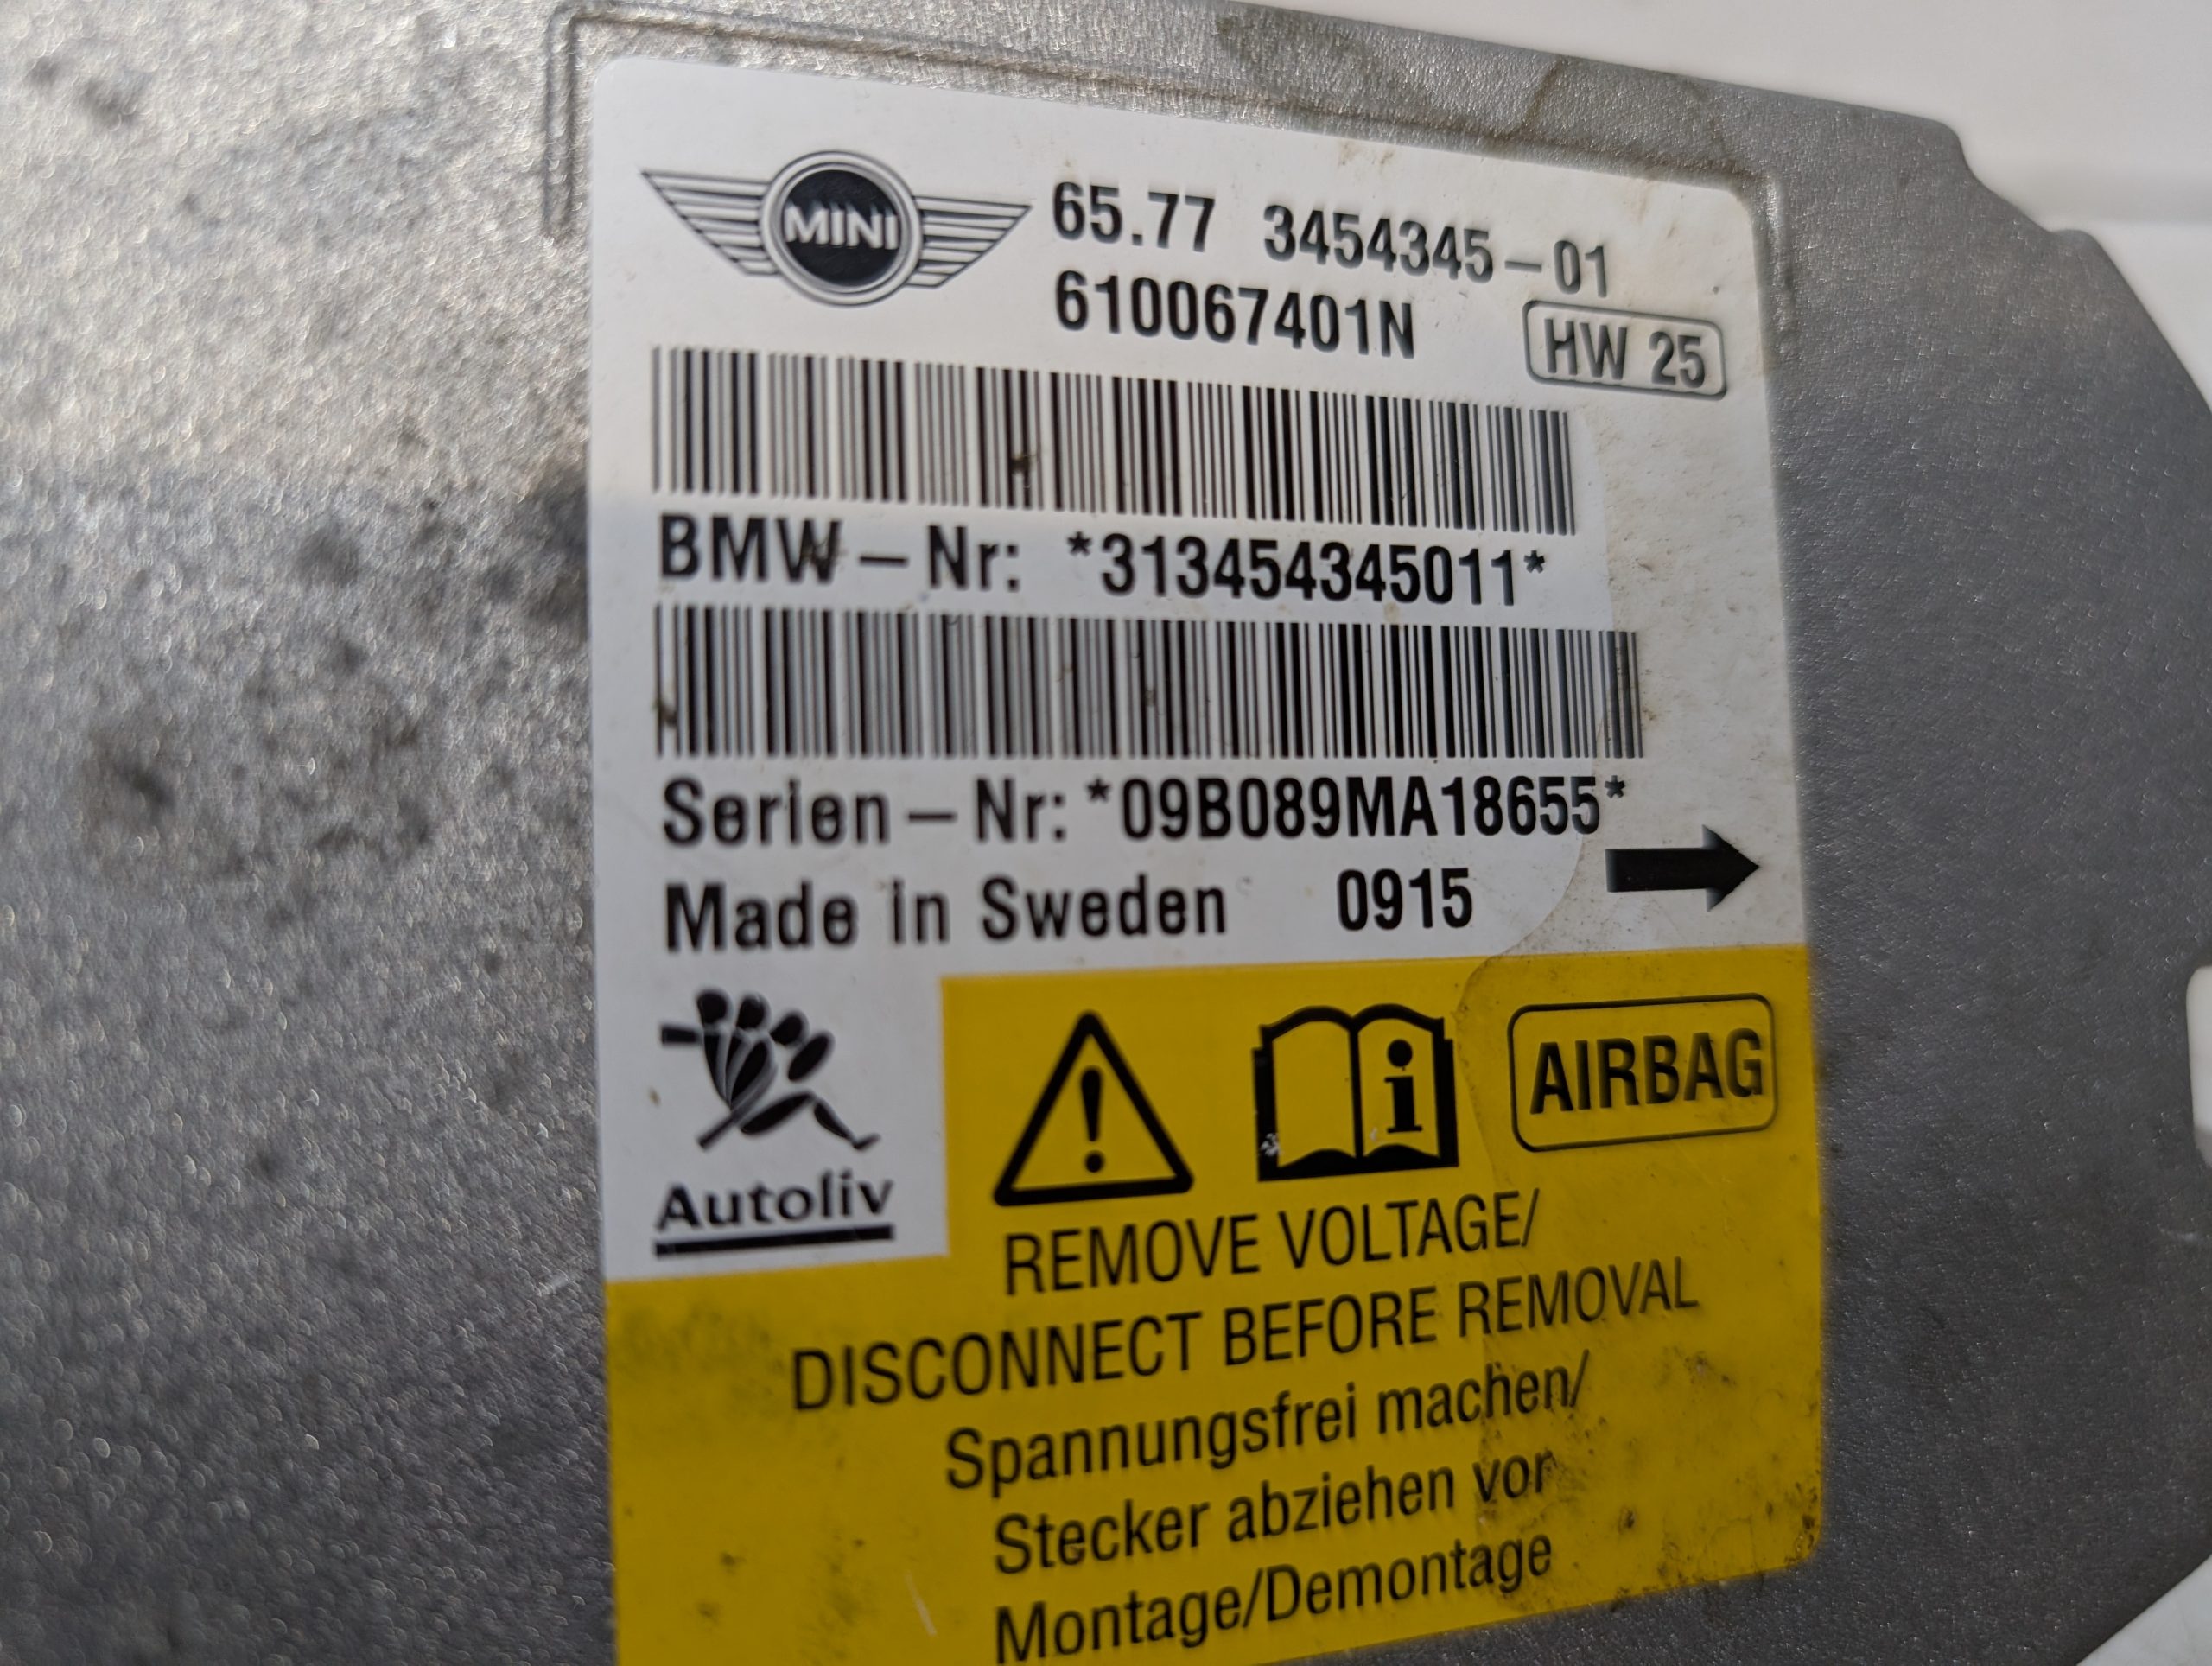 MINI
65.77 3454345-01
610067401N
HW 25
BMW-Nr: *313454345011*
Serien-Nr: *09B089MA18655*
Made in Sweden 0915
Autoliv
AIRBAG
REMOVE VOLTAGE/
DISCONNECT BEFORE REMOVAL
Spannungsfrei machen/
Stecker abziehen vor
Montage/Demontage